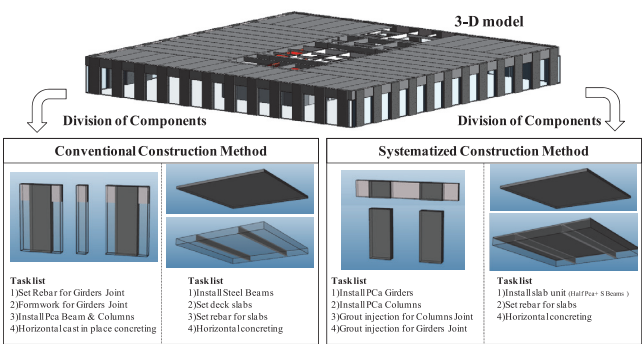 3-D model
Division of Components
Division of Components
Conventional Construction Method
Task list
1)Set Rebar for Girders Joint
2)Formwork for Girders Joint
3)Install Pca Beam & Columns
4)Horizontal cast in place concreting
Task list
1)Install Steel Beams
2)Set deck slabs
3)Set rebar for slabs
4)Horizontal concreting
Systematized Construction Method
Task list
1)Install PCa Girders
2)Install PCa Columns
3)Grout injection for Columns Joint
4)Grout injection for Girders Joint
Task list
1)Install slab unit (Half Pca+ S Beams )
2)Set rebar for slabs
4)Horizontal concreting